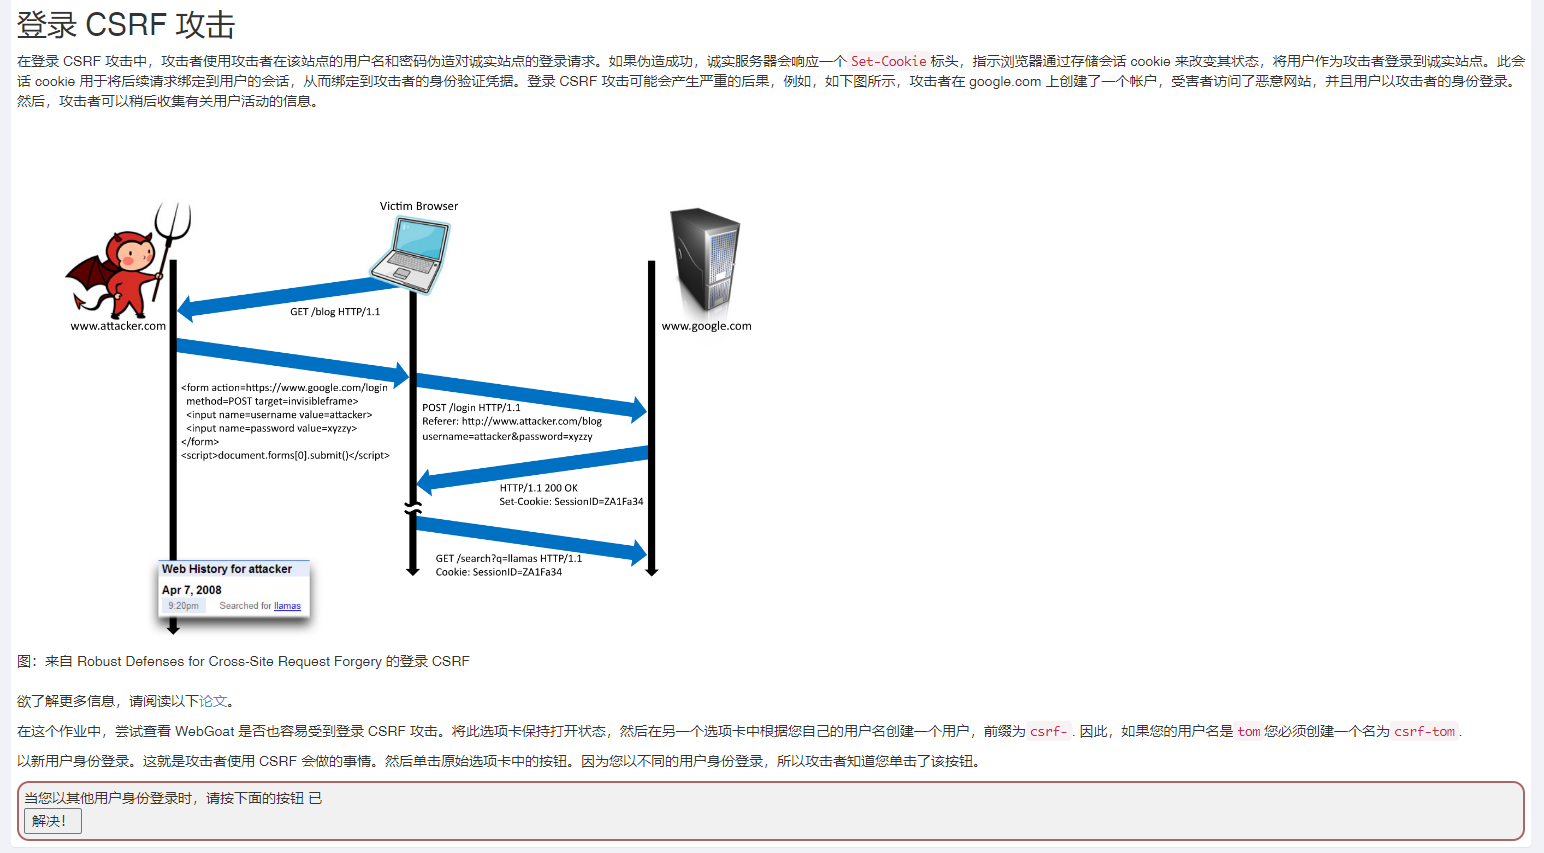 登录 CSRF 攻击
在登录 CSRF 攻击中，攻击者使用攻击者在该站点的用户名和密码伪造对诚实站点的登录请求。如果伪造成功，诚实服务器会响应一个 Set-Cookie 标头，指示浏览器通过存储会话 cookie 来改变其状态，将用户作为攻击者登录到诚实站点。此会
话 cookie 用于将后续请求绑定到用户的会话，从而绑定到攻击者的身份验证凭据。登录 CSRF 攻击可能会产生严重的后果，例如，如下图所示，攻击者在 google.com 上创建了一个帐户，受害者访问了恶意网站，并且用户以攻击者的身份登录。
然后，攻击者可以稍后收集有关用户活动的信息。
Victim Browser
GET /blog HTTP/1.1
www.attacker.com
www.google.com
<form action=https://www.google.com/login
method=POST target=invisibleframe>
<input name=username value=attacker>
<input name=password value=xyzzy>
</form>
<script>document.forms[0].submit()</script>
POST /login HTTP/1.1
Referer: http://www.attacker.com/blog
username=attacker&password=xyzzy
HTTP/1.1 200 OK
Set-Cookie: SessionID=ZA1Fa34
GET /search?q=llamas HTTP/1.1
Cookie: SessionID=ZA1Fa34
Web History for attacker
Apr 7, 2008
9:20pm Searched for llamas
图：来自 Robust Defenses for Cross-Site Request Forgery 的登录 CSRF
欲了解更多信息，请阅读以下论文。
在这个作业中，尝试查看 WebGoat 是否也容易受到登录 CSRF 攻击。将此选项卡保持打开状态，然后在另一个选项卡中根据您自己的用户名创建一个用户，前缀为 csrf- . 因此，如果您的用户名是 tom 您必须创建一个名为 csrf-tom .
以新用户身份登录。这就是攻击者使用 CSRF 会做的事情。然后单击原始选项卡中的按钮。因为您以不同的用户身份登录，所以攻击者知道您单击了该按钮。
当您以其他用户身份登录时，请按下面的按钮 已
解决！